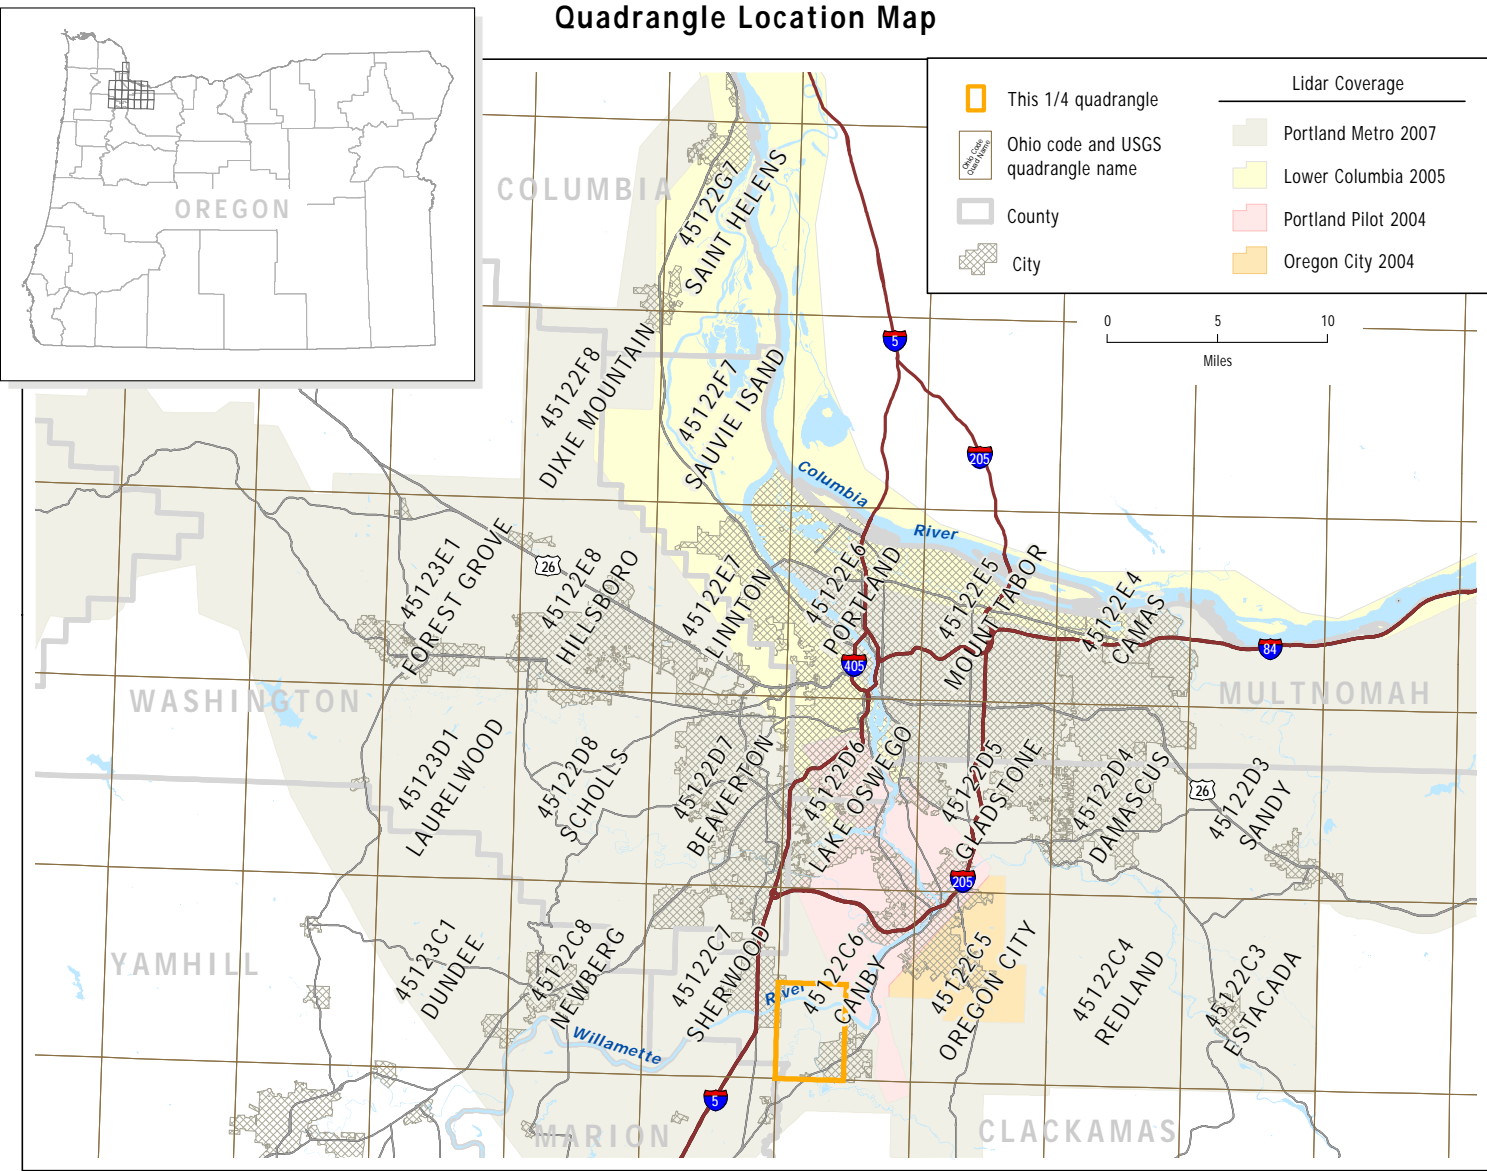 Quadrangle Location Map
OREGON
This 1/4 quadrangle
Ohio Code
Quad Name
Ohio code and USGS
quadrangle name
County
City
Lidar Coverage
Portland Metro 2007
Lower Columbia 2005
Portland Pilot 2004
Oregon City 2004
0 5 10
Miles
COLUMBIA
45122G7
SAINT HELENS
5
45122F8
DIXIE MOUNTAIN
45122F7
SAUVIE ISAND
205
Columbia
River
45123E1
FOREST GROVE
26
45122E8
HILLSBORO
45122E7
LINNTON
45122E6
PORTLAND
45122E5
MOUNT TABOR
45122E4
CAMAS
405
84
WASHINGTON
MULTNOMAH
45123D1
LAURELWOOD
45122D8
SCHOLLS
45122D7
BEAVERTON
45122D6
LAKE OSWEGO
45122D5
GLADSTONE
45122D4
DAMASCUS
26
45122D3
SANDY
205
YAMHILL
45123C1
DUNDEE
45122C8
NEWBERG
45122C7
SHERWOOD
45122C6
CANBY
45122C5
OREGON CITY
45122C4
REDLAND
45122C3
ESTACADA
Willamette
River
5
MARION
CLACKAMAS